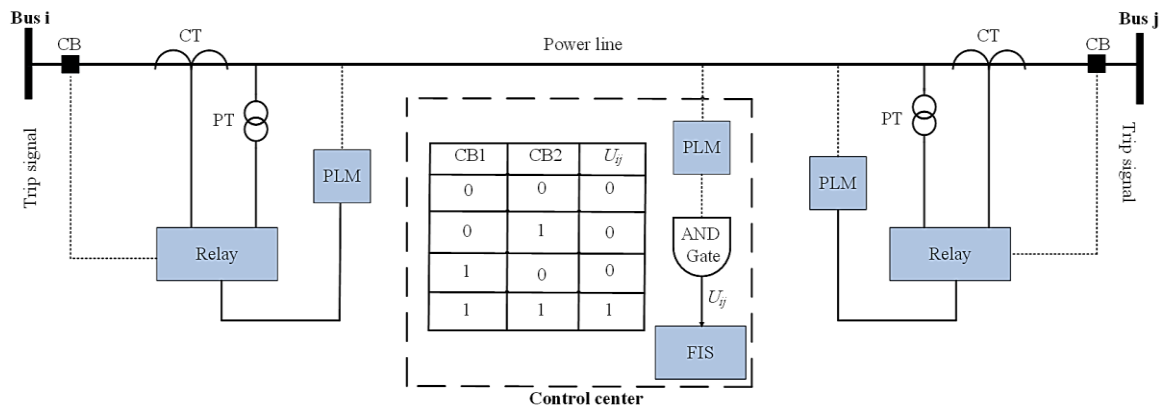 Bus i
Bus j
CB
CT
Power line
CT
CB
PT
PT
Trip signal
Trip signal
PLM
PLM
PLM
CB1 CB2 Uij
0 0 0
0 1 0
1 0 0
1 1 1
AND
Gate
Relay
Relay
Uij
FIS
Control center